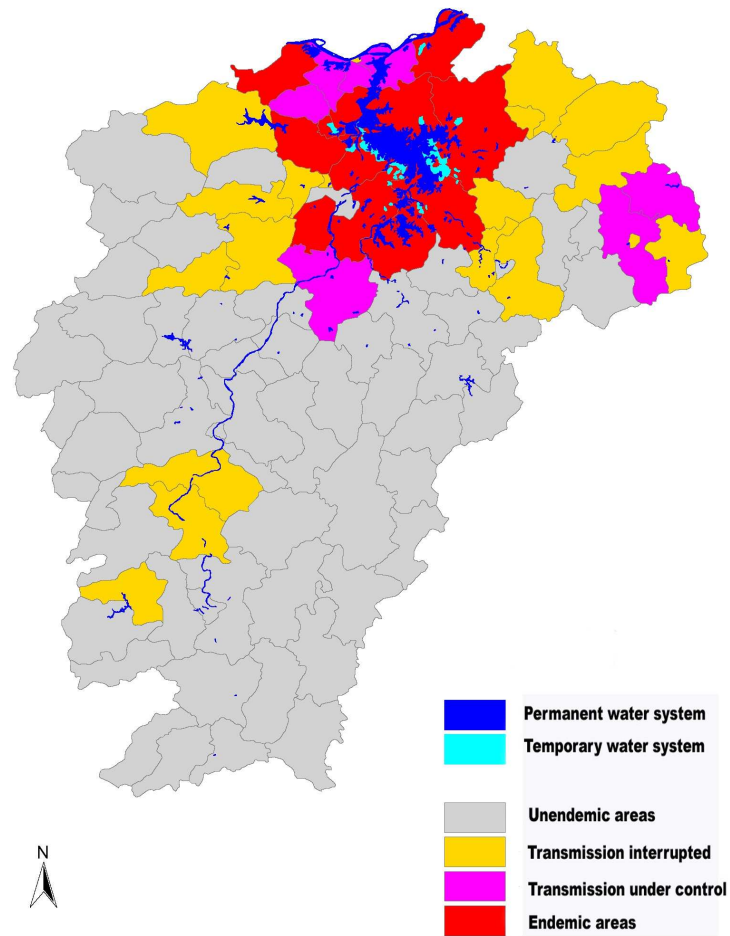 Permanent water system
Temporary water system
Unendemic areas
Transmission interrupted
Transmission under control
Endemic areas
N